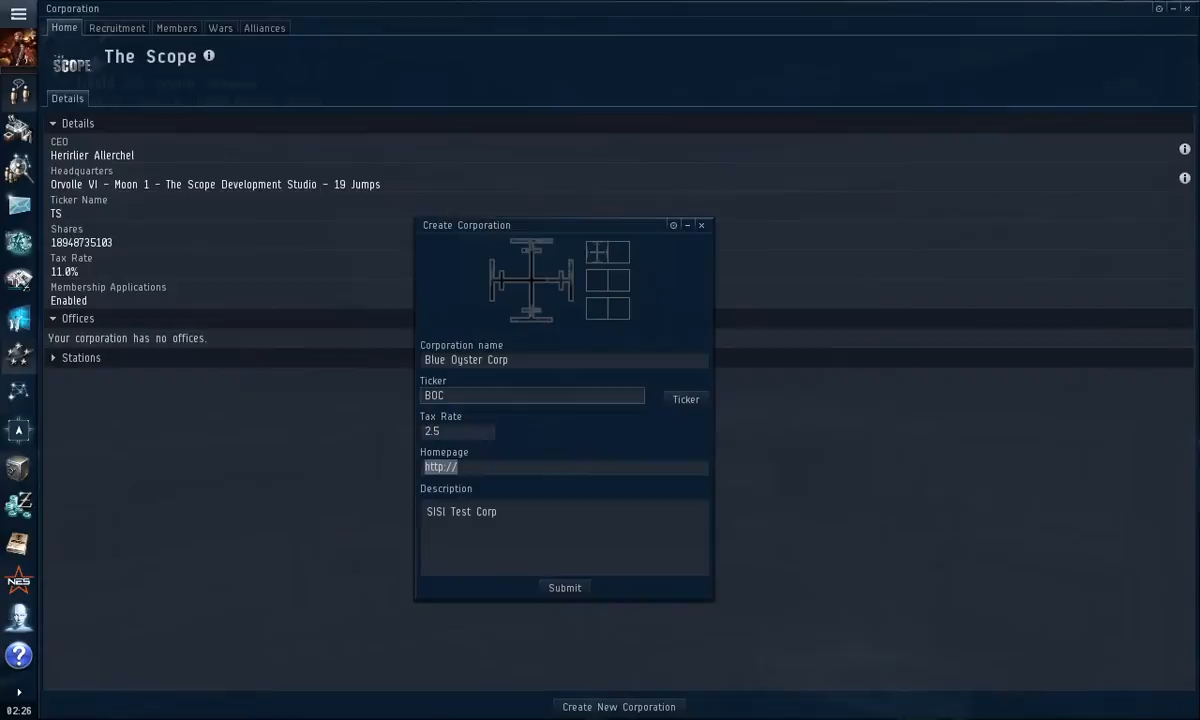 Corporation
Home Recruitment Members Wars Alliances
SCOPE
The Scope
Details
Details
CEO
Herirlier Allerchel
Headquarters
Orvolle VI - Moon 1 - The Scope Development Studio - 19 Jumps
Ticker Name
TS
Shares
18948735103
Tax Rate
11.0%
Membership Applications
Enabled
Offices
Your corporation has no offices.
Stations
Create Corporation
Corporation name
Blue Oyster Corp
Ticker
BOC
Ticker
Tax Rate
2.5
Homepage
http://
Description
SISI Test Corp
Submit
Create New Corporation
NES
?
02:26